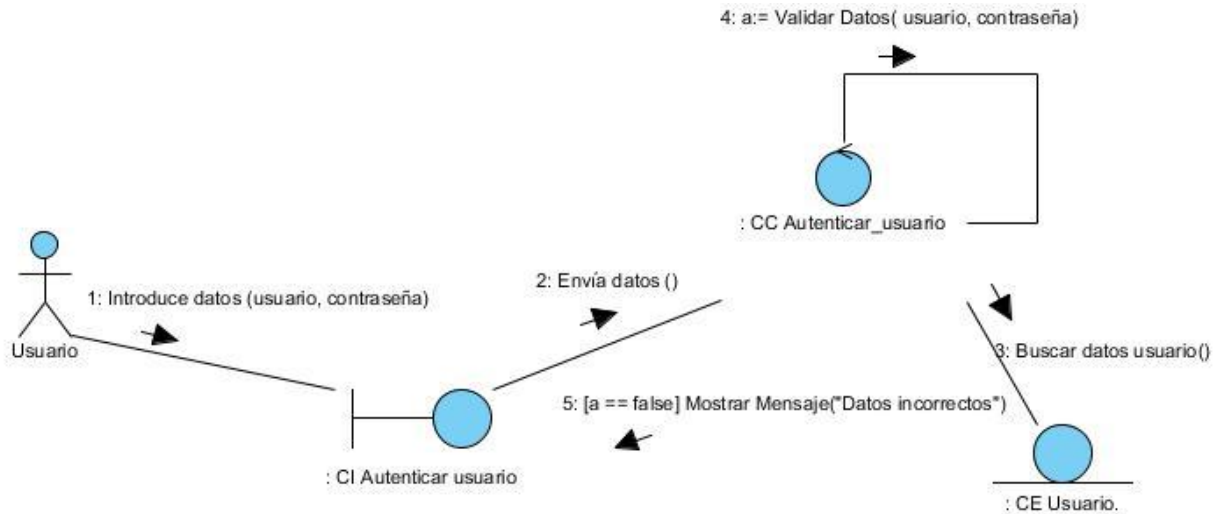 4: a:= Validar Datos( usuario, contraseña)
: CC Autenticar_usuario
2: Envía datos ()
1: Introduce datos (usuario, contraseña)
Usuario
3: Buscar datos usuario()
5: [a == false] Mostrar Mensaje("Datos incorrectos")
: CI Autenticar usuario
: CE Usuario.